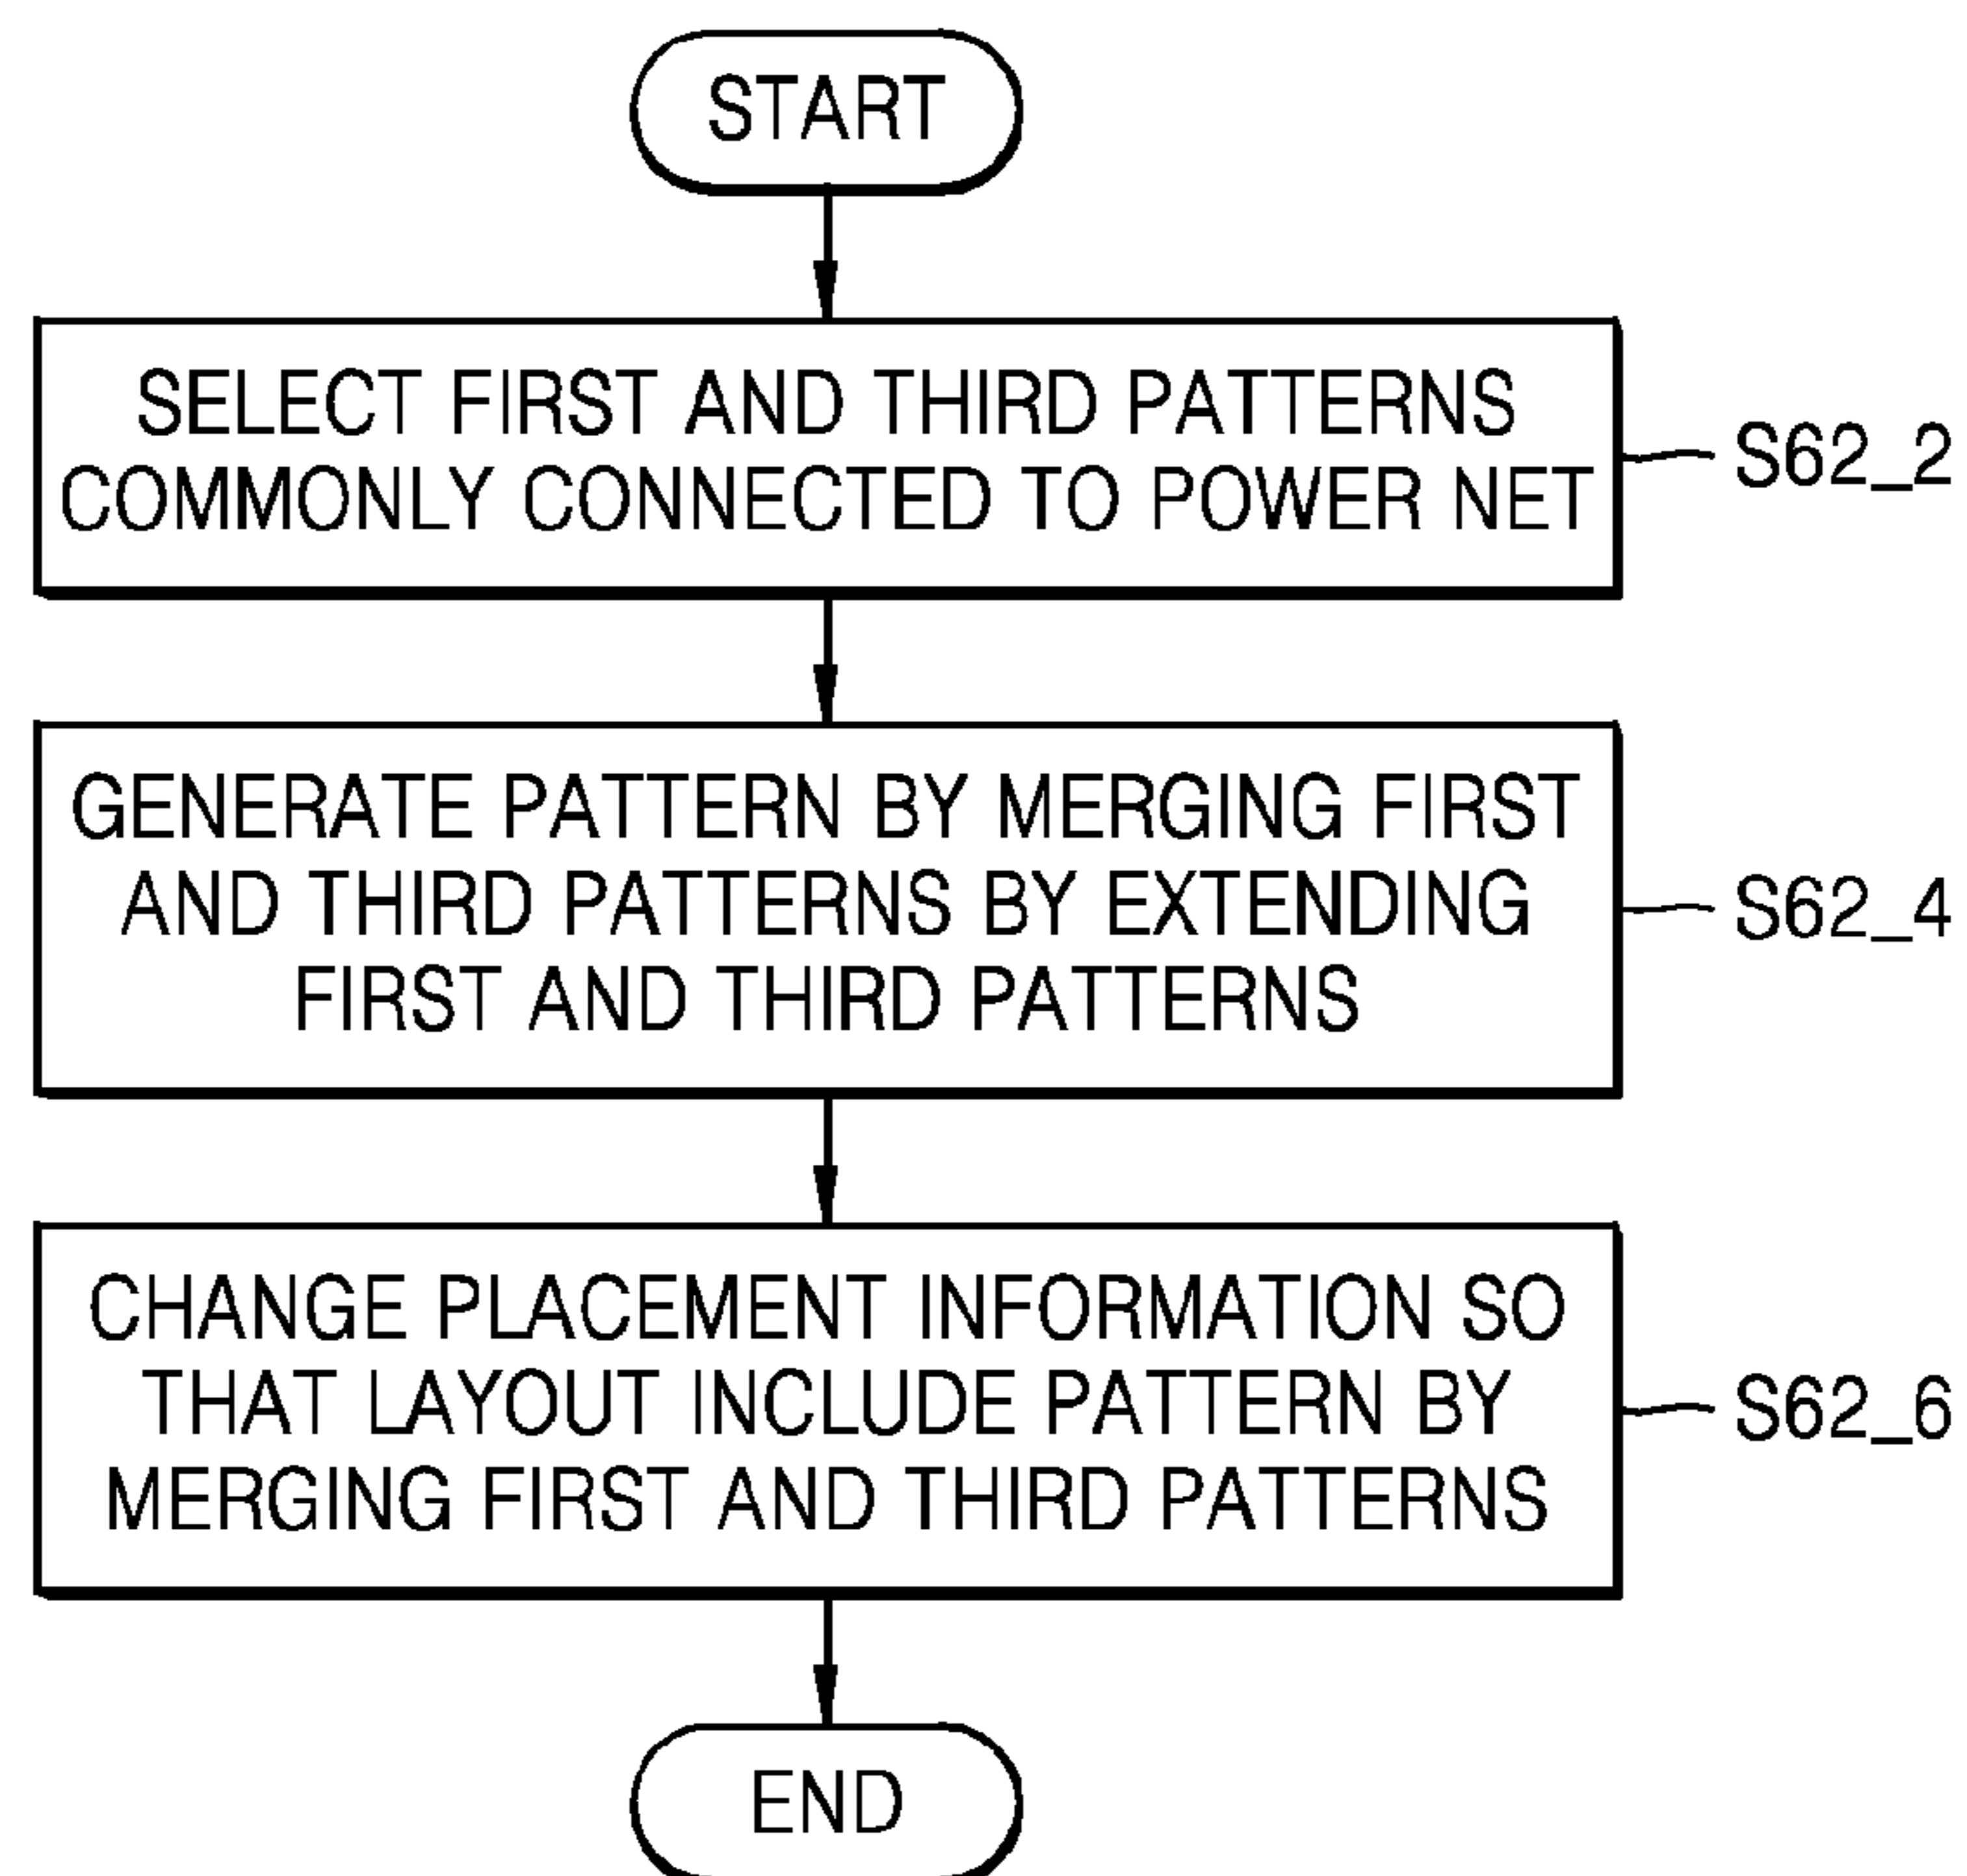 START
SELECT FIRST AND THIRD PATTERNS
COMMONLY CONNECTED TO POWER NET
S62_2
GENERATE PATTERN BY MERGING FIRST
AND THIRD PATTERNS BY EXTENDING
FIRST AND THIRD PATTERNS
S62_4
CHANGE PLACEMENT INFORMATION SO
THAT LAYOUT INCLUDE PATTERN BY
MERGING FIRST AND THIRD PATTERNS
S62_6
END